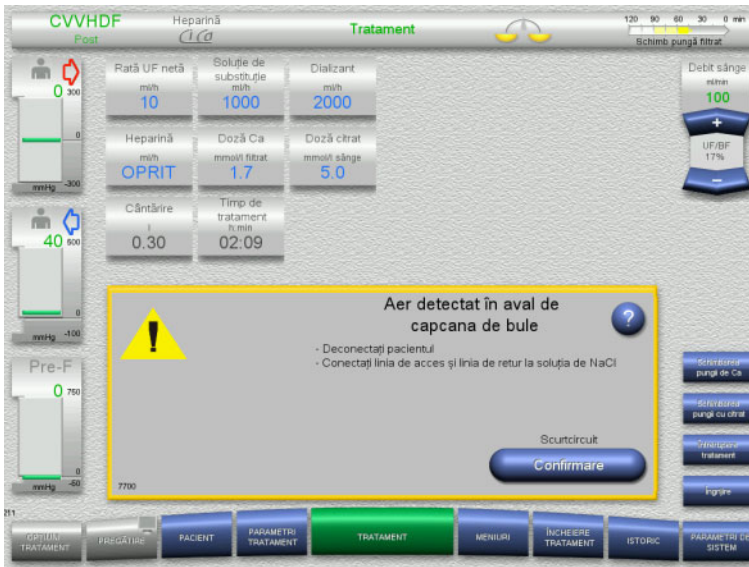 CVVHDF
Post
Heparină
Ci Ca
Tratament
120 90 60 30 0 min
Schimb pungă filtrat
0 300
0
mmHg -300
Rată UF netă
ml/h
10
Soluție de
substituție
ml/h
1000
Dializant
ml/h
2000
Debit sânge
ml/min
100
+
UF/BF
17%
−
Heparină
ml/h
OPRIT
Doză Ca
mmol/l filtrat
1.7
Doză citrat
mmol/l sânge
5.0
Cântărire
l
0.30
Timp de
tratament
h:min
02:09
40 500
0
mmHg -100
Pre-F
0 750
0
mmHg -50
!
Aer detectat în aval de
capcana de bule
?
- Deconectați pacientul
- Conectați linia de acces și linia de retur la soluția de NaCl
Scurtcircuit
Confirmare
7700
Schimbarea
pungii de Ca
Schimbarea
pungii cu citrat
Întrerupere
tratament
Îngrijire
211
OPȚIUNI
TRATAMENT
PREGĂTIRE
PACIENT
PARAMETRI
TRATAMENT
TRATAMENT
MENIURI
ÎNCHEIERE
TRATAMENT
ISTORIC
PARAMETRI DE
SISTEM